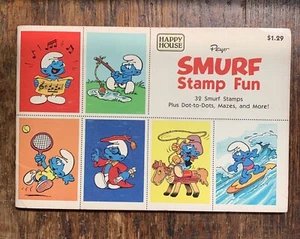 HAPPY
HOUSE
$1.29
Peyo
SMURF
Stamp Fun
32 Smurf Stamps
Plus Dot-to-Dots, Mazes, and More!